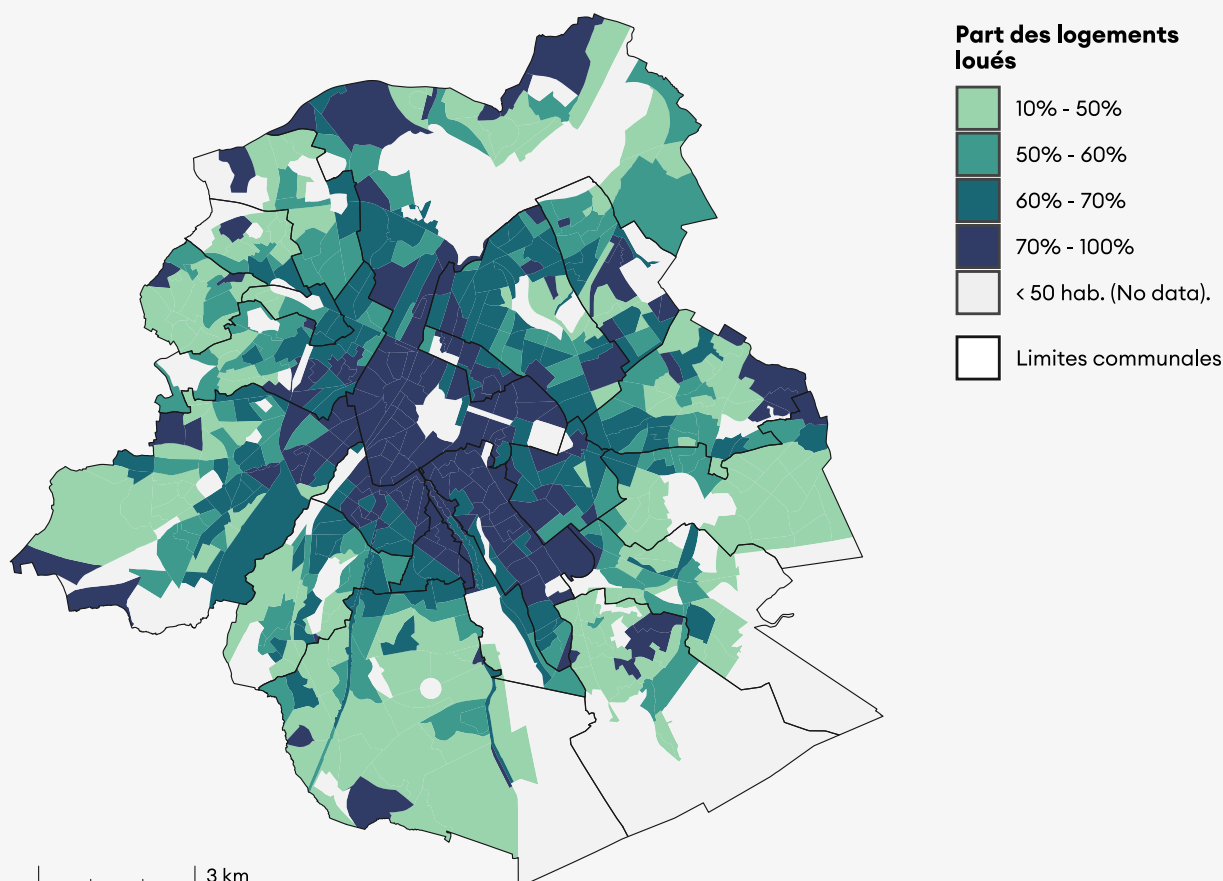 Part des logements
loués
10% - 50%
50% - 60%
60% - 70%
70% - 100%
< 50 hab. (No data).
Limites communales
3 km